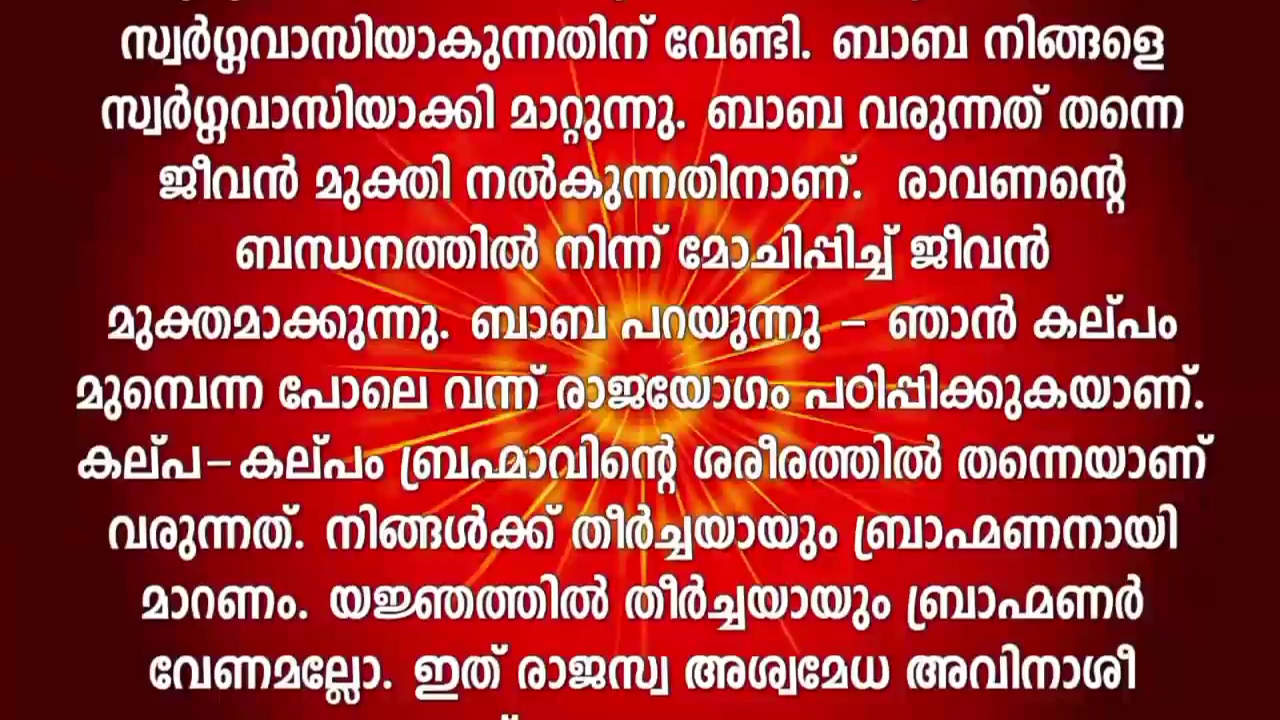 സ്വർഗ്ഗവാസിയാകുന്നതിന് വേണ്ടി. ബാബ നിങ്ങളെ
സ്വർഗ്ഗവാസിയാക്കി മാറ്റുന്നു. ബാബ വരുന്നത് തന്നെ
ജീവൻ മുക്തി നൽകുന്നതിനാണ്. രാവണന്റെ
ബന്ധനത്തിൽ നിന്ന് മോചിപ്പിച്ച് ജീവൻ
മുക്തമാക്കുന്നു. ബാബ പറയുന്നു - ഞാൻ കല്പം
മുമ്പെന്ന പോലെ വന്ന് രാജയോഗം പഠിപ്പിക്കുകയാണ്.
കല്പ-കല്പം ബ്രഹ്മാവിന്റെ ശരീരത്തിൽ തന്നെയാണ്
വരുന്നത്. നിങ്ങൾക്ക് തീർച്ചയായും ബ്രാഹ്മണനായി
മാറണം. യജ്ഞത്തിൽ തീർച്ചയായും ബ്രാഹ്മണർ
വേണമല്ലോ. ഇത് രാജസ്വ അശ്വമേധ അവിനാശീ